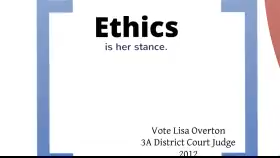 Ethics
is her stance.
Vote Lisa Overton
3A District Court Judge
2012